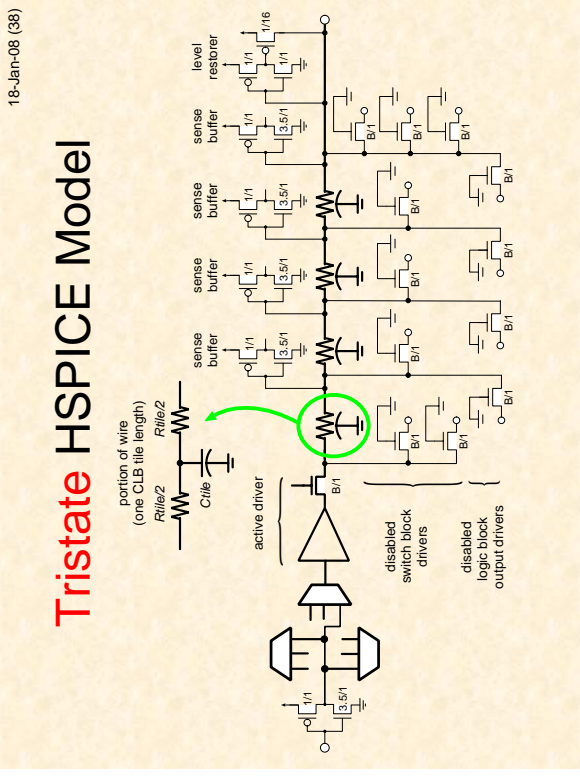 18-Jan-08 (38)
Tristate HSPICE Model
portion of wire
(one CLB tile length)
Rtile/2
Rtile/2
Ctile
sense
buffer
sense
buffer
sense
buffer
sense
buffer
level
restorer
1/1
3.5/1
1/1
3.5/1
1/1
3.5/1
1/1
3.5/1
1/1
1/1
1/16
active driver
B/1
1/1
3.5/1
B/1
B/1
B/1
B/1
B/1
B/1
B/1
B/1
disabled
switch block
drivers
B/1
B/1
B/1
B/1
disabled
logic block
output drivers